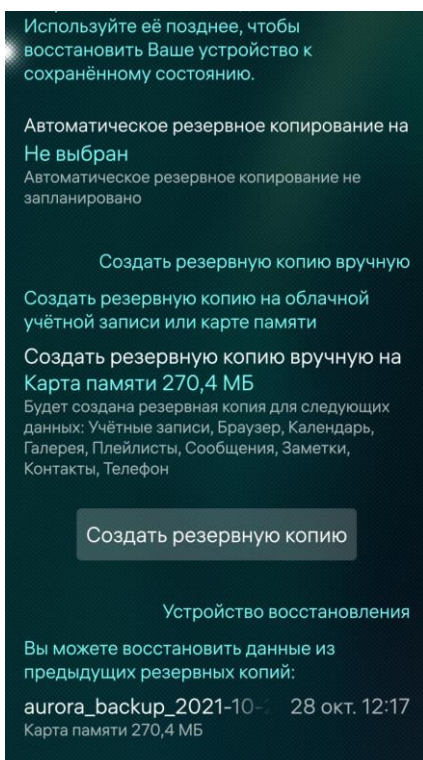 Используйте её позднее, чтобы
восстановить Ваше устройство к
сохранённому состоянию.
Автоматическое резервное копирование на
Не выбран
Автоматическое резервное копирование не
запланировано
Создать резервную копию вручную
Создать резервную копию на облачной
учётной записи или карте памяти
Создать резервную копию вручную на
Карта памяти 270,4 МБ
Будет создана резервная копия для следующих
данных: Учётные записи, Браузер, Календарь,
Галерея, Плейлисты, Сообщения, Заметки,
Контакты, Телефон
Создать резервную копию
Устройство восстановления
Вы можете восстановить данные из
предыдущих резервных копий:
aurora_backup_2021-10- 28 окт. 12:17
Карта памяти 270,4 МБ